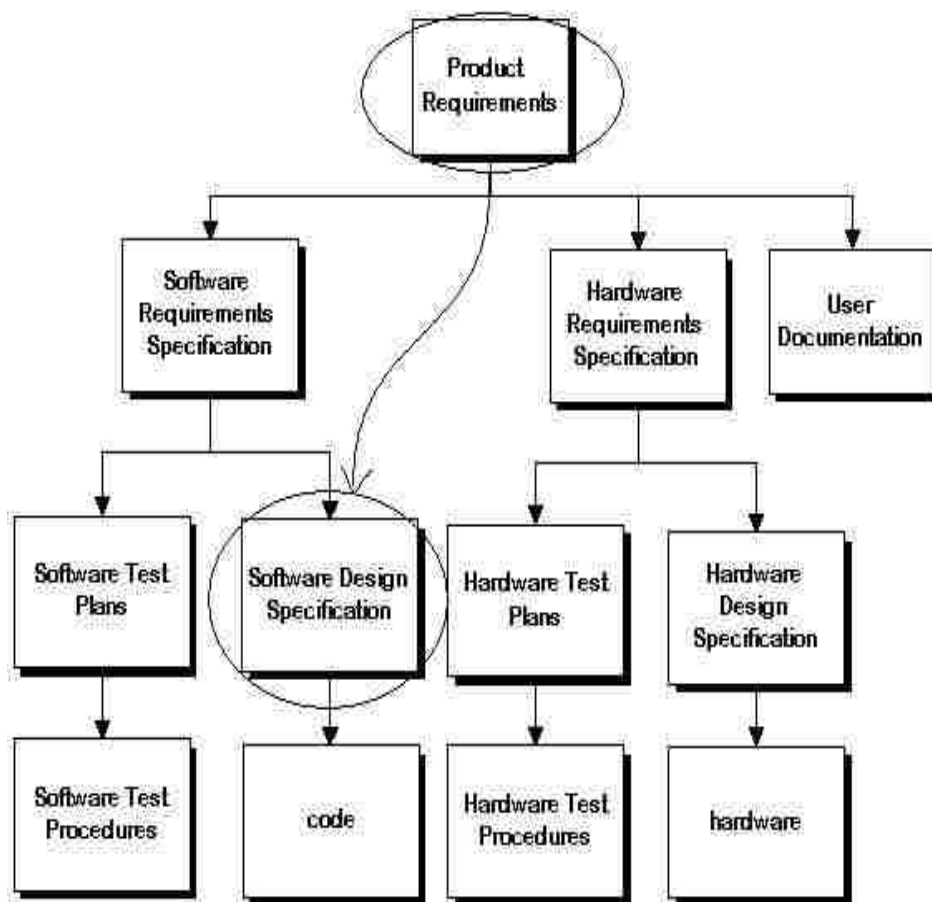 Product
Requirements
Software
Requirements
Specification
Hardware
Requirements
Specification
User
Documentation
Software Test
Plans
Software Design
Specification
Hardware Test
Plans
Hardware
Design
Specification
Software Test
Procedures
code
Hardware Test
Procedures
hardware